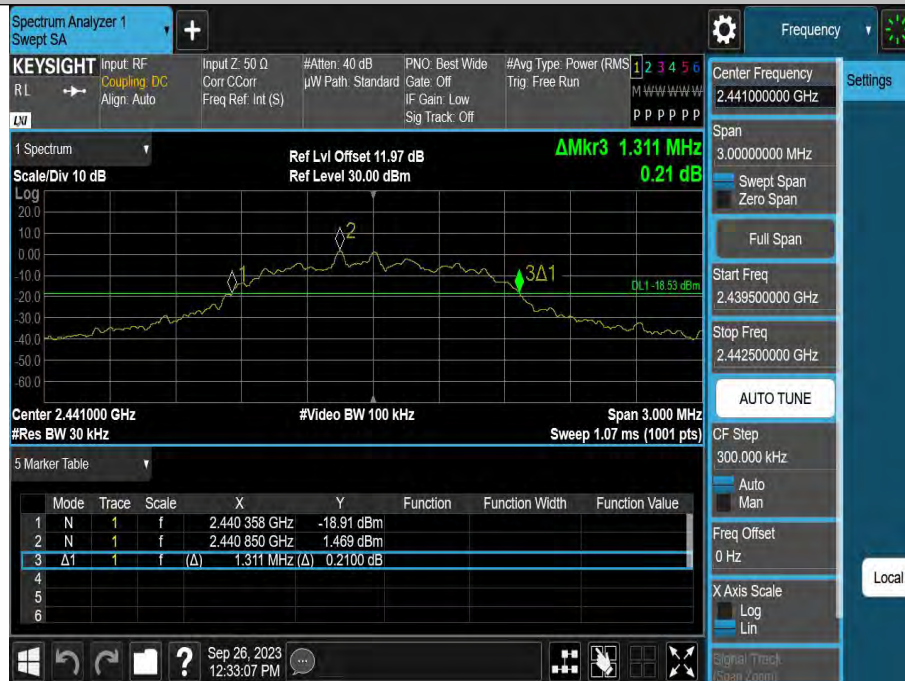 Spectrum Analyzer 1
Swept SA
+
Frequency
KEYSIGHT
RL
LXI
Input: RF
Coupling: DC
Align: Auto
Input Z: 50 Ω
Corr CCorr
Freq Ref: Int (S)
#Atten: 40 dB
µW Path: Standard
PNO: Best Wide
Gate: Off
IF Gain: Low
Sig Track: Off
#Avg Type: Power (RMS
Trig: Free Run
1 2 3 4 5 6
M W W W W W
P P P P P P
1 Spectrum
Scale/Div 10 dB
Ref Lvl Offset 11.97 dB
Ref Level 30.00 dBm
ΔMkr3 1.311 MHz
0.21 dB
Log
20.0
10.0
0.00
-10.0
-20.0
-30.0
-40.0
-50.0
-60.0
1
2
3Δ1
DL1 -18.53 dBm
Center 2.441000 GHz
#Res BW 30 kHz
#Video BW 100 kHz
Span 3.000 MHz
Sweep 1.07 ms (1001 pts)
5 Marker Table
Mode Trace Scale X Y Function Function Width Function Value
1 N 1 f 2.440 358 GHz -18.91 dBm
2 N 1 f 2.440 850 GHz 1.469 dBm
3 Δ1 1 f (Δ) 1.311 MHz (Δ) 0.2100 dB
4
5
6
?
Sep 26, 2023
12:33:07 PM
Center Frequency
2.441000000 GHz
Span
3.00000000 MHz
Swept Span
Zero Span
Full Span
Start Freq
2.439500000 GHz
Stop Freq
2.442500000 GHz
AUTO TUNE
CF Step
300.000 kHz
Auto
Man
Freq Offset
0 Hz
X Axis Scale
Log
Lin
Signal Track
(Span Zoom)
Settings
Local